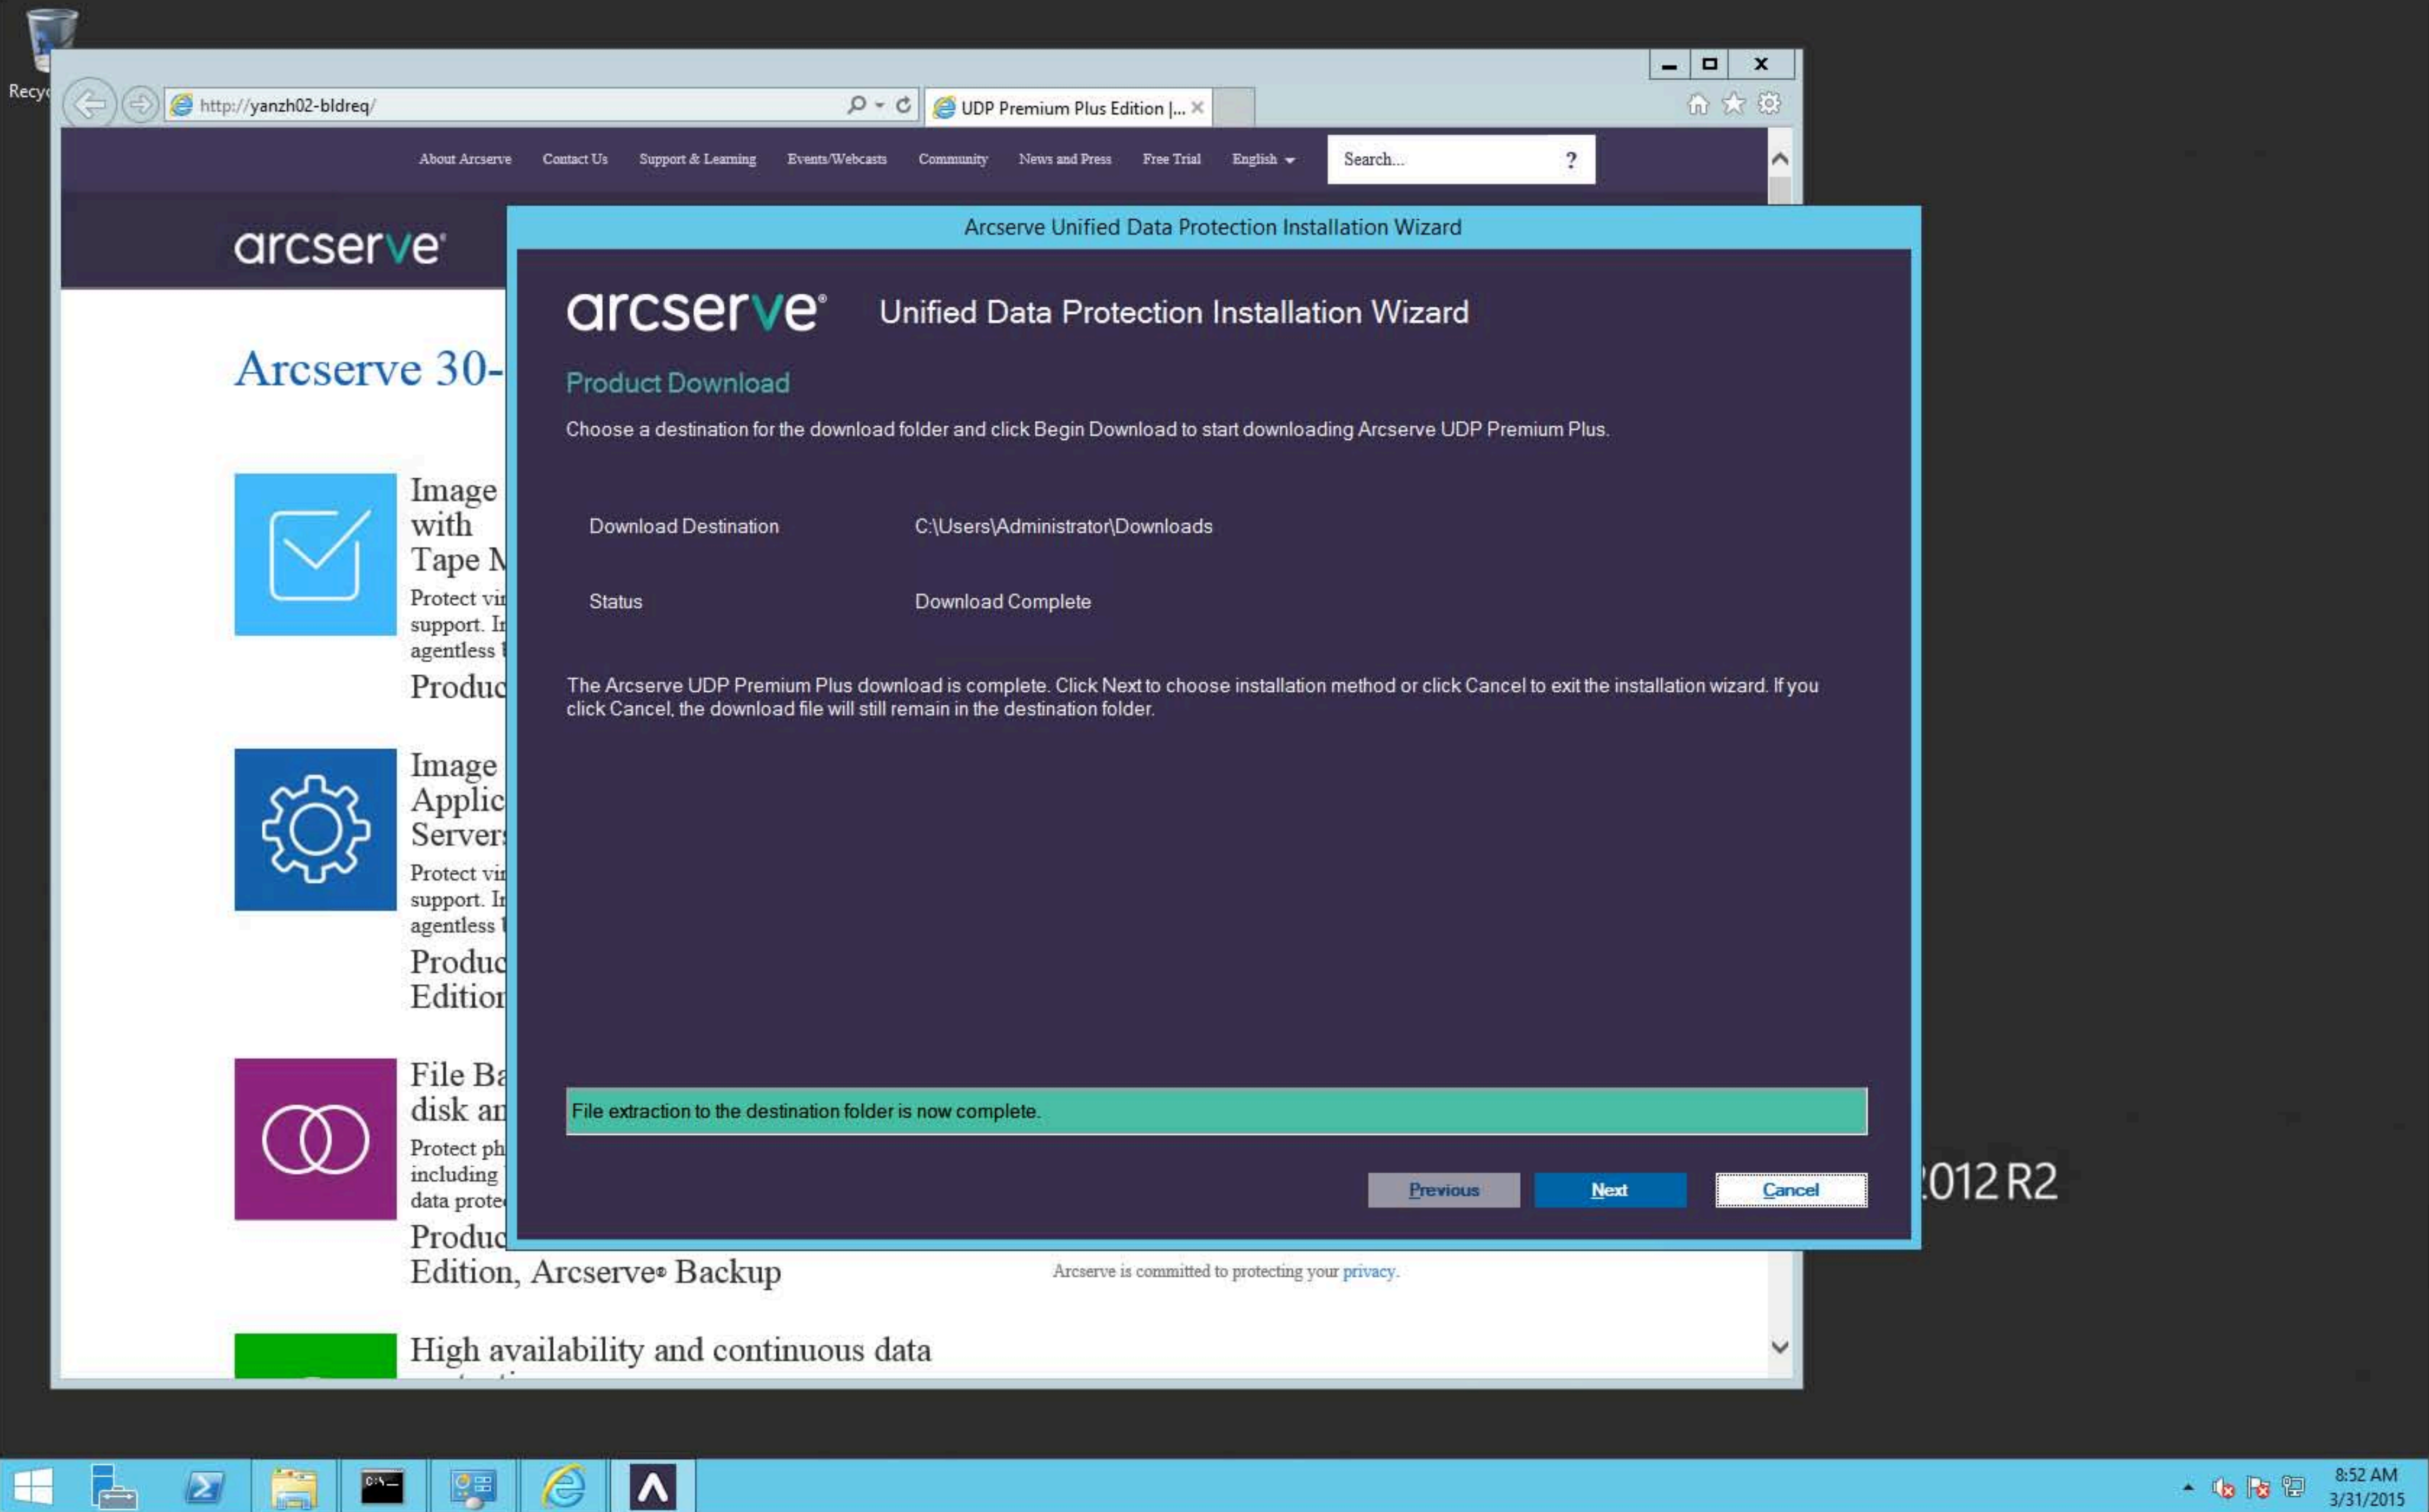 Recyc
http://yanzh02-bldreq/
UDP Premium Plus Edition |...
About Arcserve Contact Us Support & Learning Events/Webcasts Community News and Press Free Trial English Search... ?
arcserve®
Arcserve 30-
Image
with
Tape M
Protect vir
support. In
agentless b
Produc
Image
Applic
Servers
Protect vir
support. In
agentless b
Produc
Edition
File Ba
disk an
Protect ph
including
data protec
Produc
Edition, Arcserve® Backup
High availability and continuous data
Arcserve is committed to protecting your privacy.
Arcserve Unified Data Protection Installation Wizard
arcserve® Unified Data Protection Installation Wizard
Product Download
Choose a destination for the download folder and click Begin Download to start downloading Arcserve UDP Premium Plus.
Download Destination C:\Users\Administrator\Downloads
Status Download Complete
The Arcserve UDP Premium Plus download is complete. Click Next to choose installation method or click Cancel to exit the installation wizard. If you
click Cancel, the download file will still remain in the destination folder.
File extraction to the destination folder is now complete.
Previous Next Cancel
2012 R2
C:\_
8:52 AM
3/31/2015